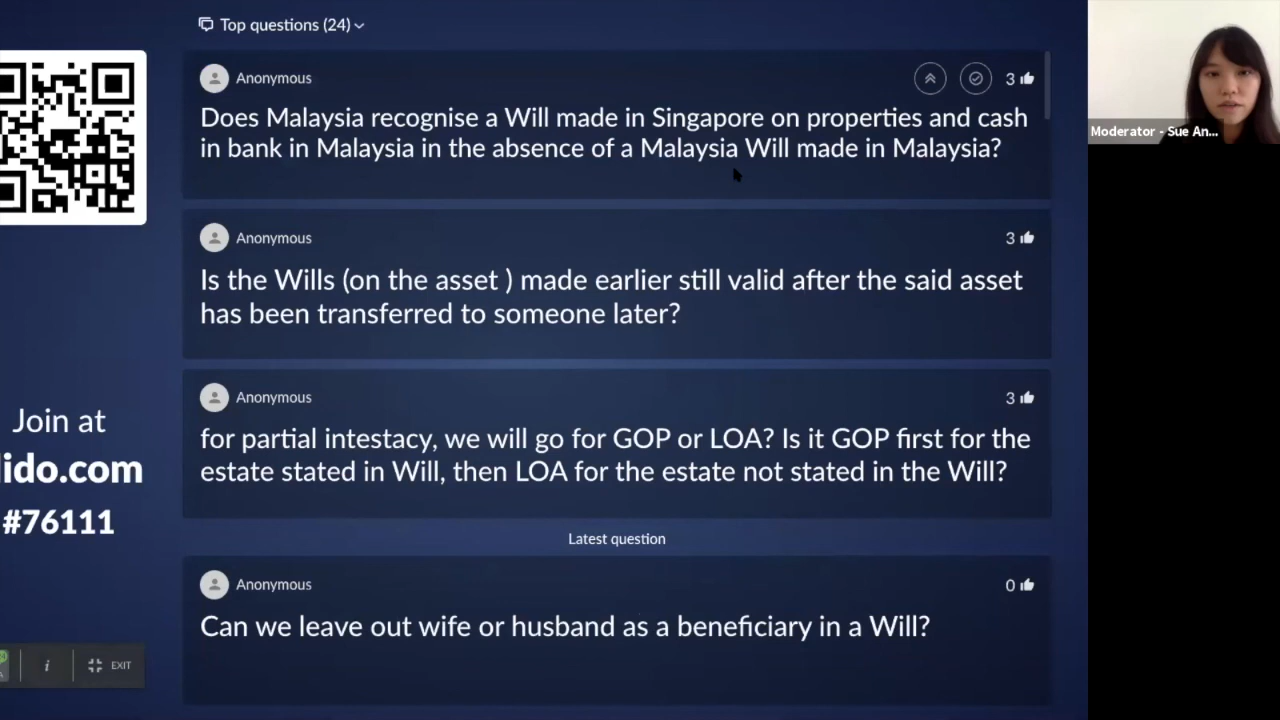 Top questions (24)
Anonymous
3
Does Malaysia recognise a Will made in Singapore on properties and cash
in bank in Malaysia in the absence of a Malaysia Will made in Malaysia?
Moderator - Sue An...
Anonymous
3
Is the Wills (on the asset ) made earlier still valid after the said asset
has been transferred to someone later?
Anonymous
3
for partial intestacy, we will go for GOP or LOA? Is it GOP first for the
estate stated in Will, then LOA for the estate not stated in the Will?
Join at
lido.com
#76111
Latest question
Anonymous
0
Can we leave out wife or husband as a beneficiary in a Will?
i
EXIT